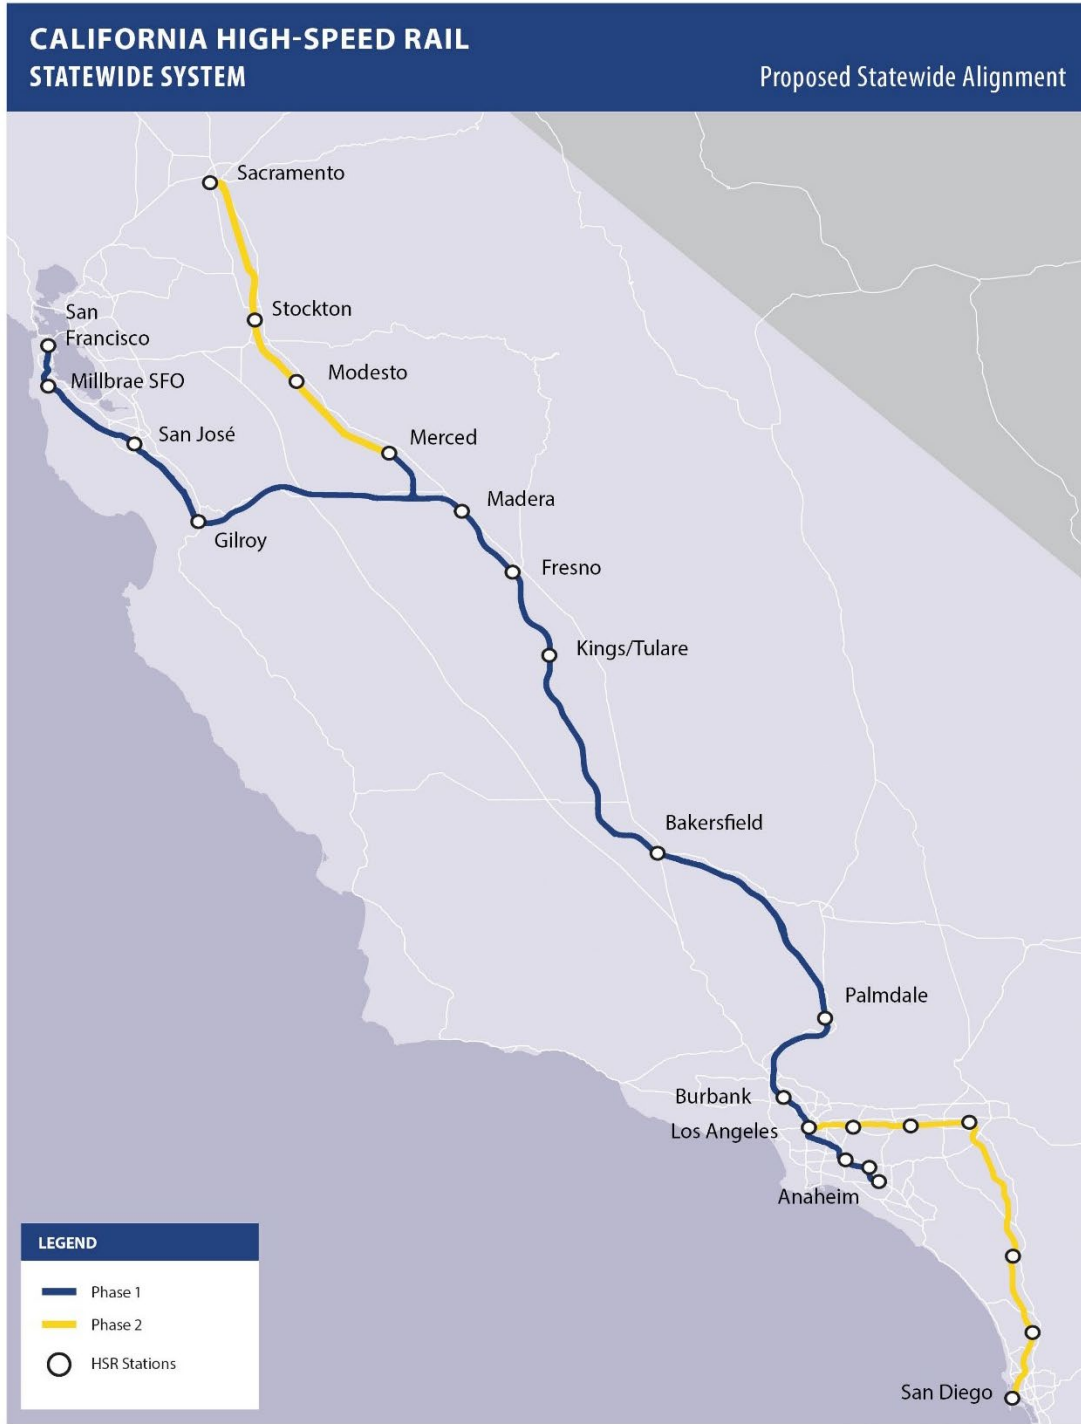 CALIFORNIA HIGH-SPEED RAIL
STATEWIDE SYSTEM
Proposed Statewide Alignment
Sacramento
Stockton
San
Francisco
Modesto
Millbrae SFO
San José
Merced
Madera
Gilroy
Fresno
Kings/Tulare
Bakersfield
Palmdale
Burbank
Los Angeles
Anaheim
San Diego
LEGEND
Phase 1
Phase 2
HSR Stations